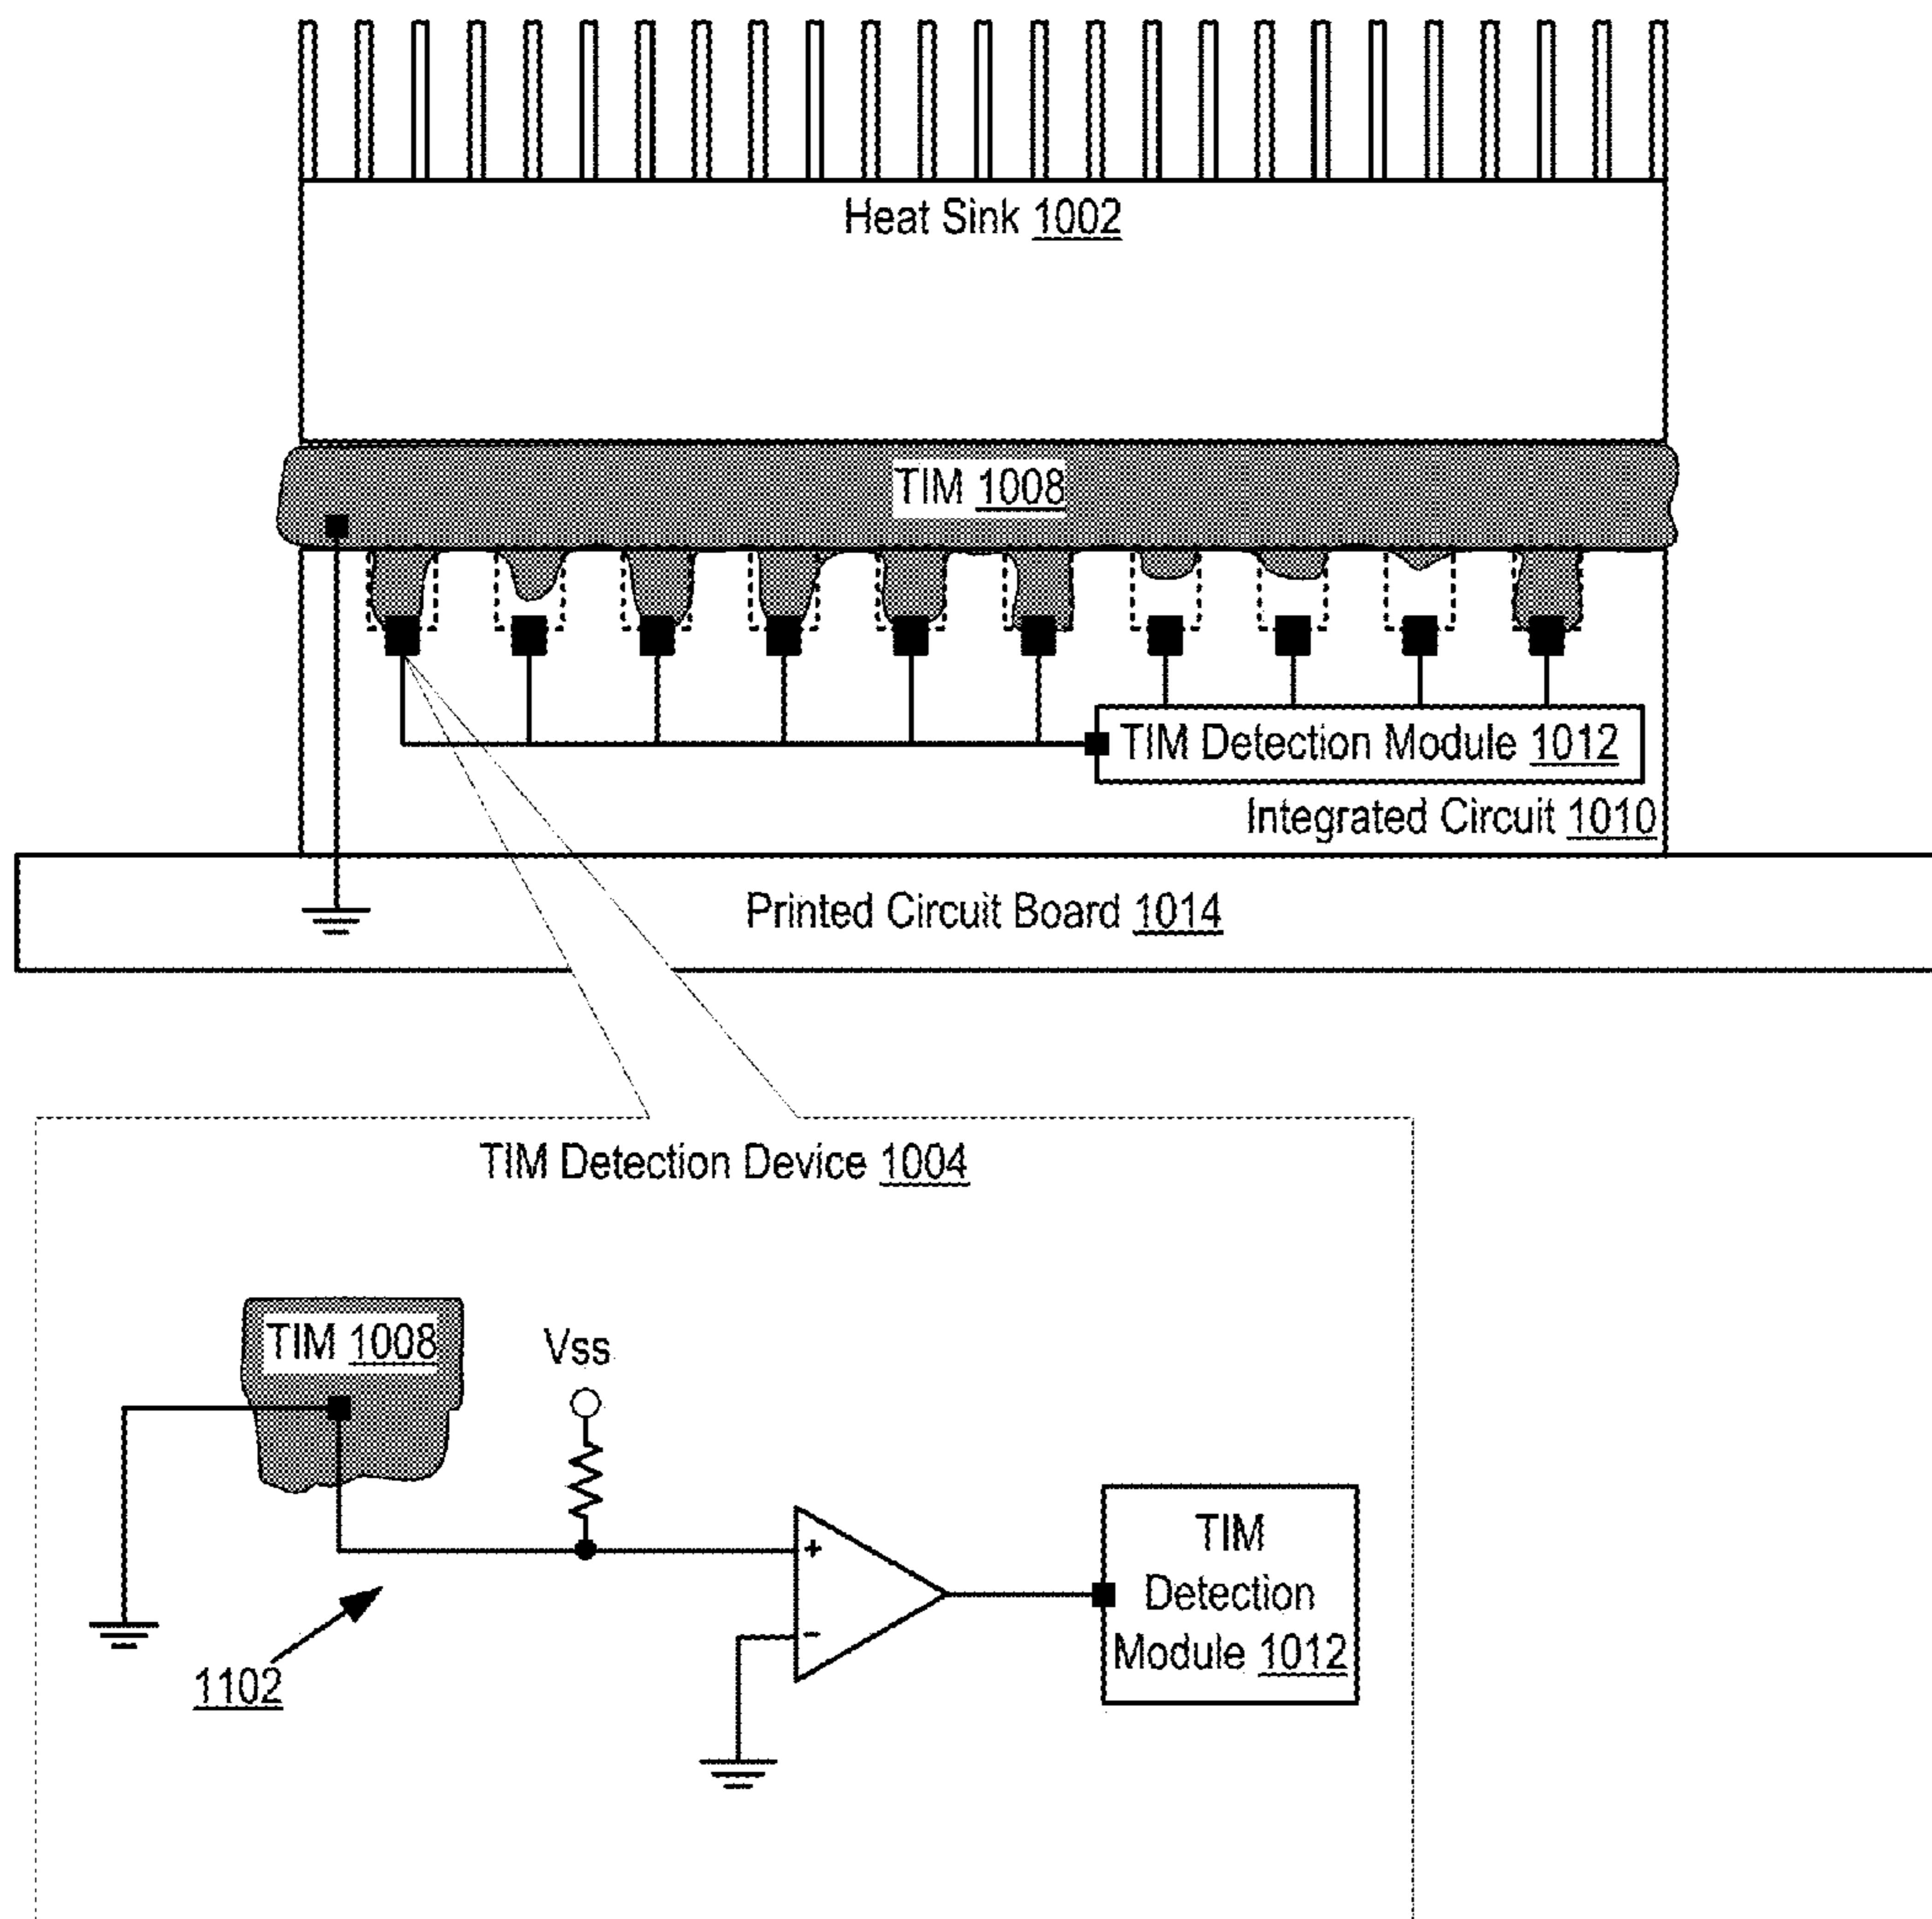 Heat Sink 1002
TIM 1008
TIM Detection Module 1012
Integrated Circuit 1010
Printed Circuit Board 1014
TIM Detection Device 1004
TIM 1008
Vss
+
−
TIM
Detection
Module 1012
1102